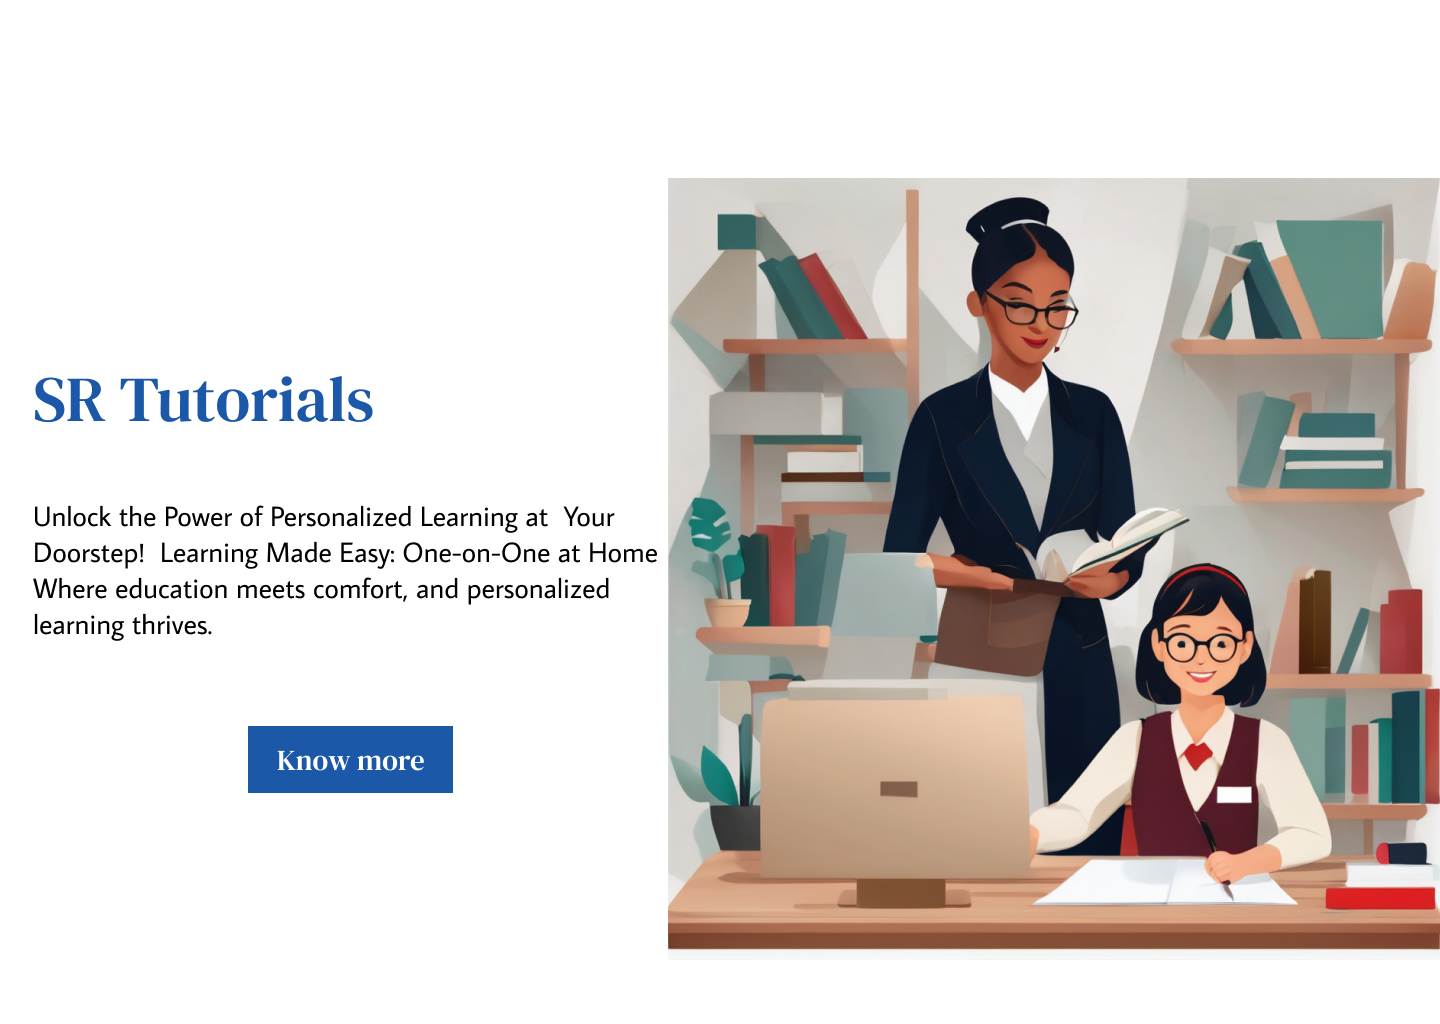 SR Tutorials
Unlock the Power of Personalized Learning at  Your
Doorstep!  Learning Made Easy: One-on-One at Home
Where education meets comfort, and personalized
learning thrives.
Know more